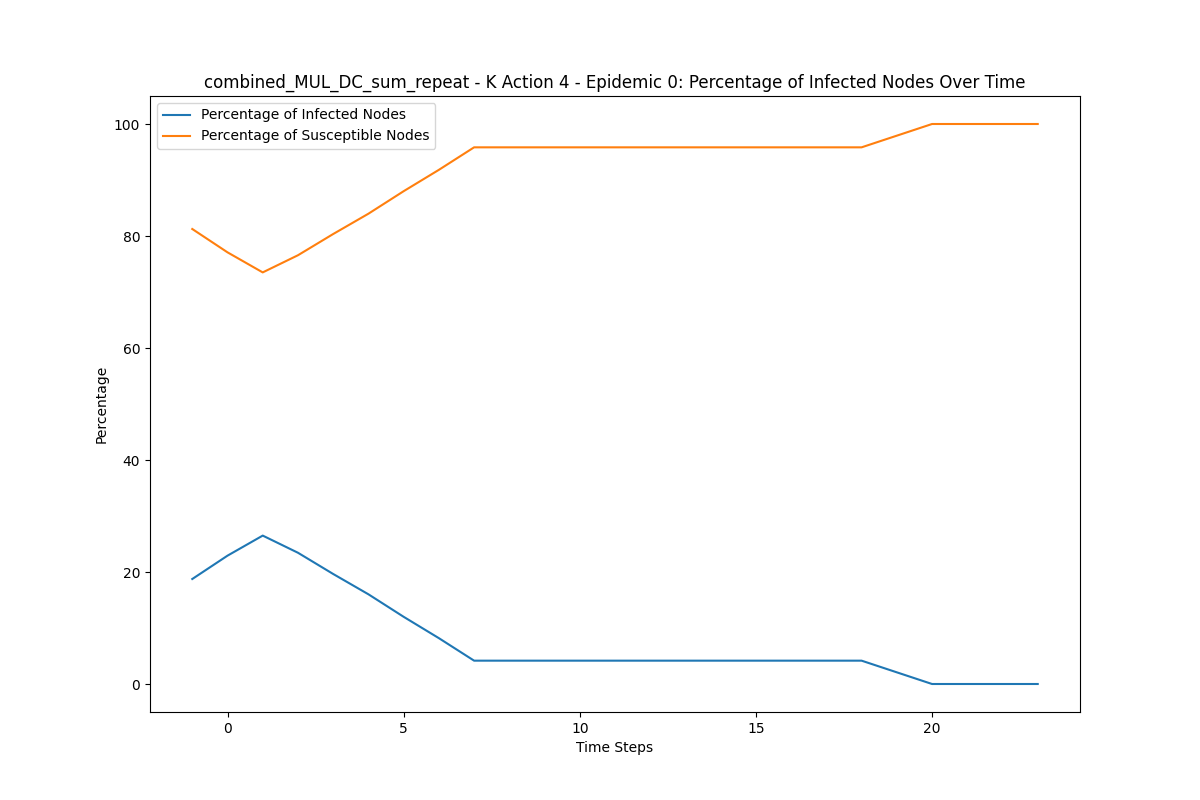 combined_MUL_DC_sum_repeat - K Action 4 - Epidemic 0: Percentage of Infected Nodes Over Time
Percentage of Infected Nodes
Percentage of Susceptible Nodes
100
80
60
40
20
0
Percentage
0 5 10 15 20
Time Steps